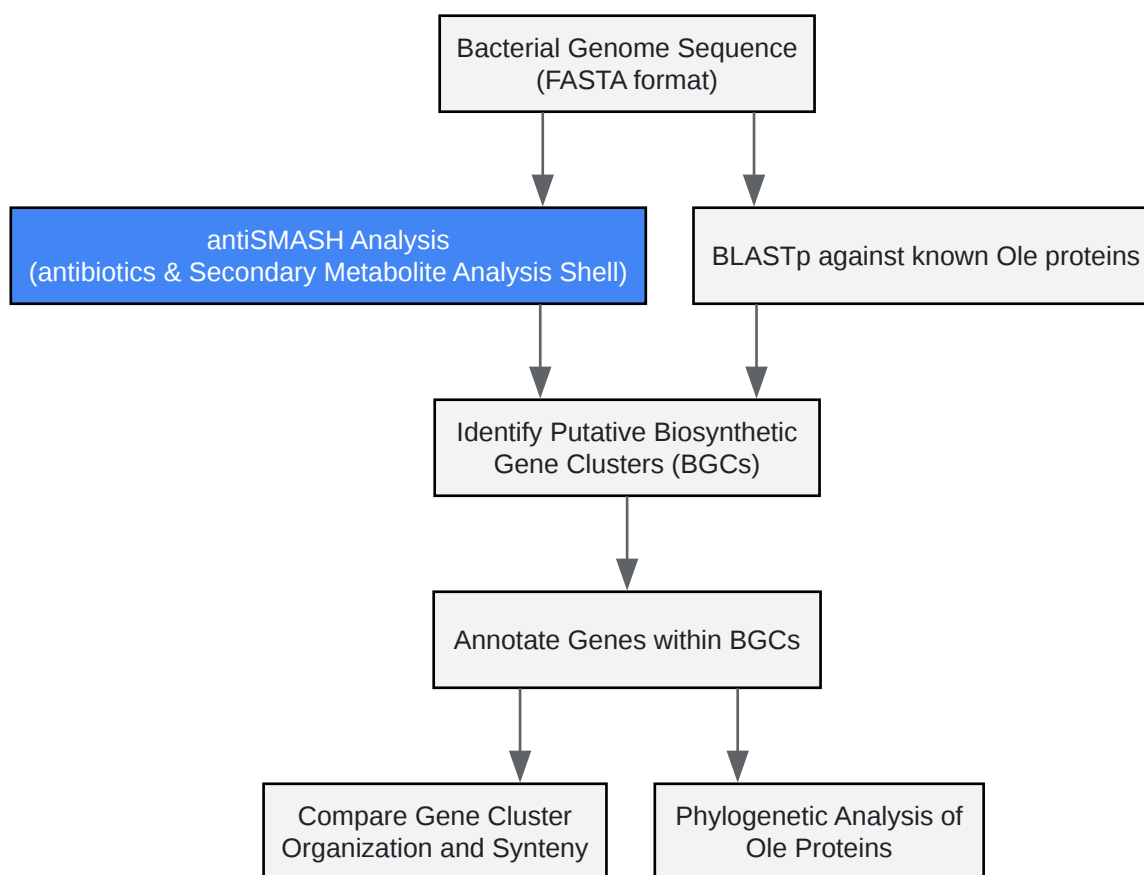 Bacterial Genome Sequence
(FASTA format)
antiSMASH Analysis
(antibiotics & Secondary Metabolite Analysis Shell)
BLASTp against known Ole proteins
Identify Putative Biosynthetic
Gene Clusters (BGCs)
Annotate Genes within BGCs
Compare Gene Cluster
Organization and Synteny
Phylogenetic Analysis of
Ole Proteins